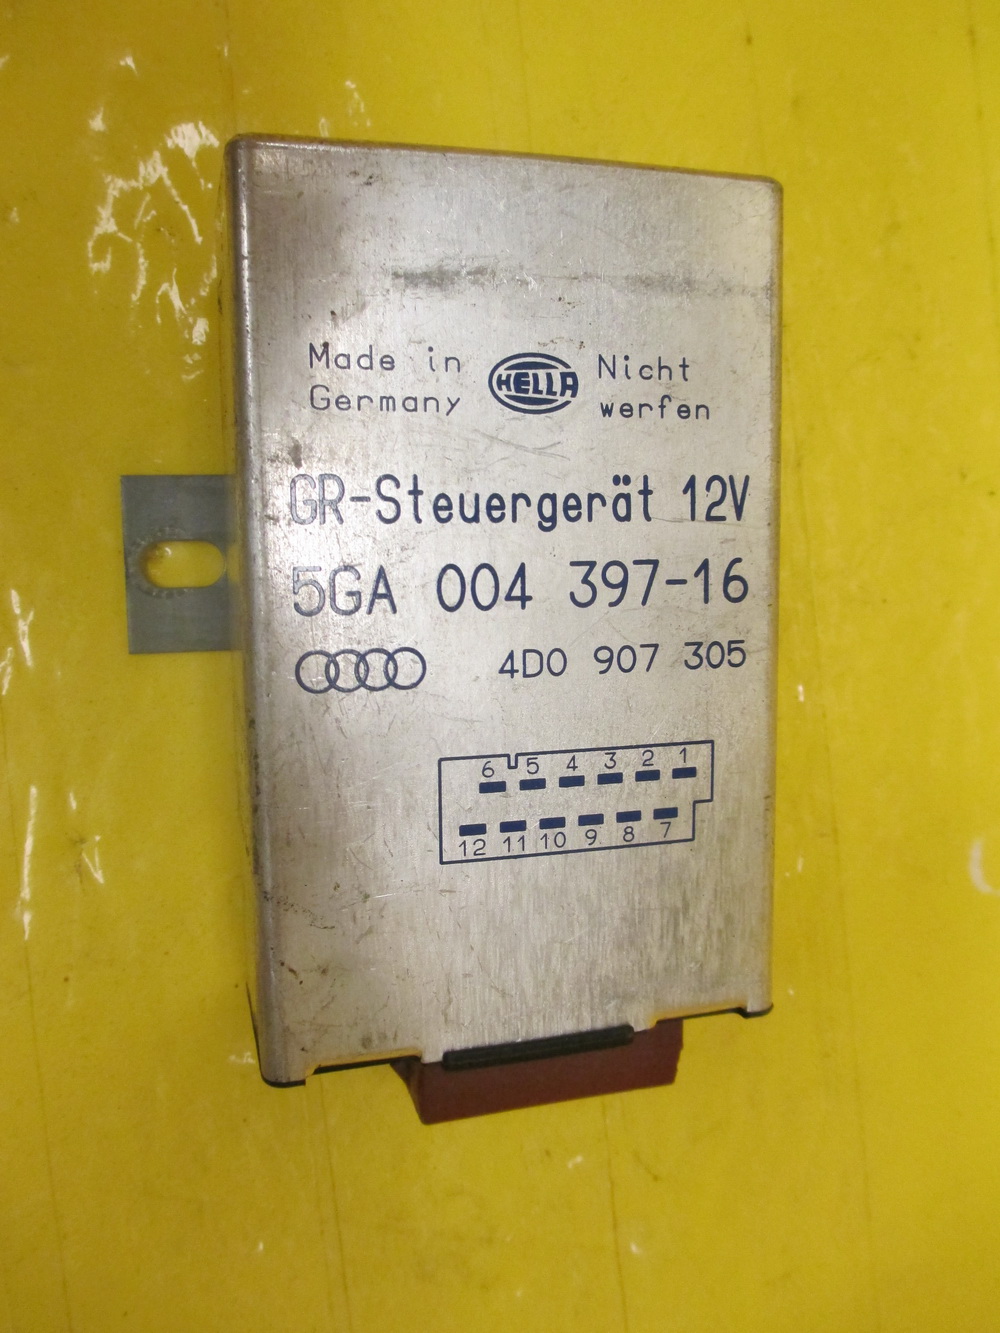 Made in
Germany
HELLA
Nicht
werfen
GR-Steuergerät 12V
5GA 004 397-16
4D0 907 305
6 5 4 3 2 1
12 11 10 9 8 7